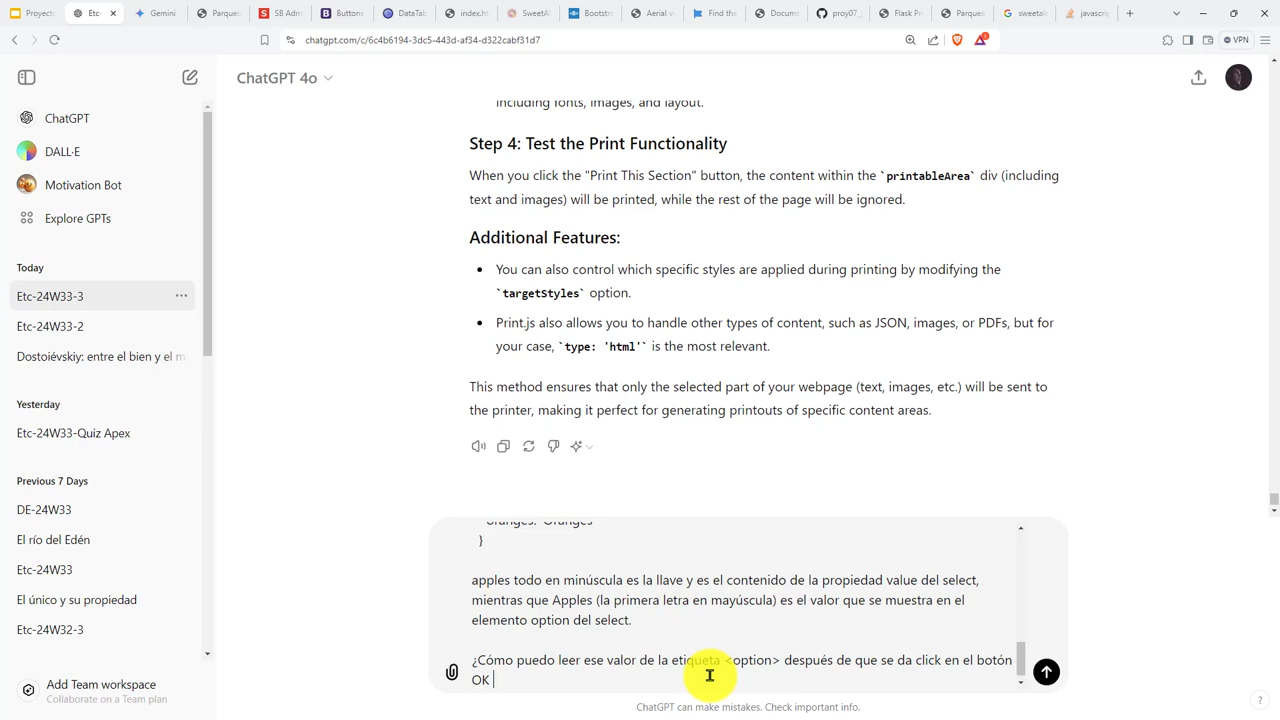 Proyecto
Etc-
Gemini
Parqueo
SB Adm
Buttons
DataTab
index.ht
SweetAl
Bootstr
Aerial vi
Find the
Docume
proy07_
Flask Pr
Parquea
sweetale
javascrip
chatgpt.com/c/6c4b6194-3dc5-443d-af34-d322cabf31d7
VPN
ChatGPT 4o
ChatGPT
DALL·E
Motivation Bot
Explore GPTs
Today
Etc-24W33-3
Etc-24W33-2
Dostoiévskiy: entre el bien y el m
Yesterday
Etc-24W33-Quiz Apex
Previous 7 Days
DE-24W33
El río del Edén
Etc-24W33
El único y su propiedad
Etc-24W32-3
Add Team workspace
Collaborate on a Team plan
including fonts, images, and layout.
Step 4: Test the Print Functionality
When you click the "Print This Section" button, the content within the `printableArea` div (including
text and images) will be printed, while the rest of the page will be ignored.
Additional Features:
You can also control which specific styles are applied during printing by modifying the
`targetStyles` option.
Print.js also allows you to handle other types of content, such as JSON, images, or PDFs, but for
your case, `type: 'html'` is the most relevant.
This method ensures that only the selected part of your webpage (text, images, etc.) will be sent to
the printer, making it perfect for generating printouts of specific content areas.
oranges: "Oranges"
}
apples todo en minúscula es la llave y es el contenido de la propiedad value del select,
mientras que Apples (la primera letra en mayúscula) es el valor que se muestra en el
elemento option del select.
¿Cómo puedo leer ese valor de la etiqueta <option> después de que se da click en el botón
OK
ChatGPT can make mistakes. Check important info.
?